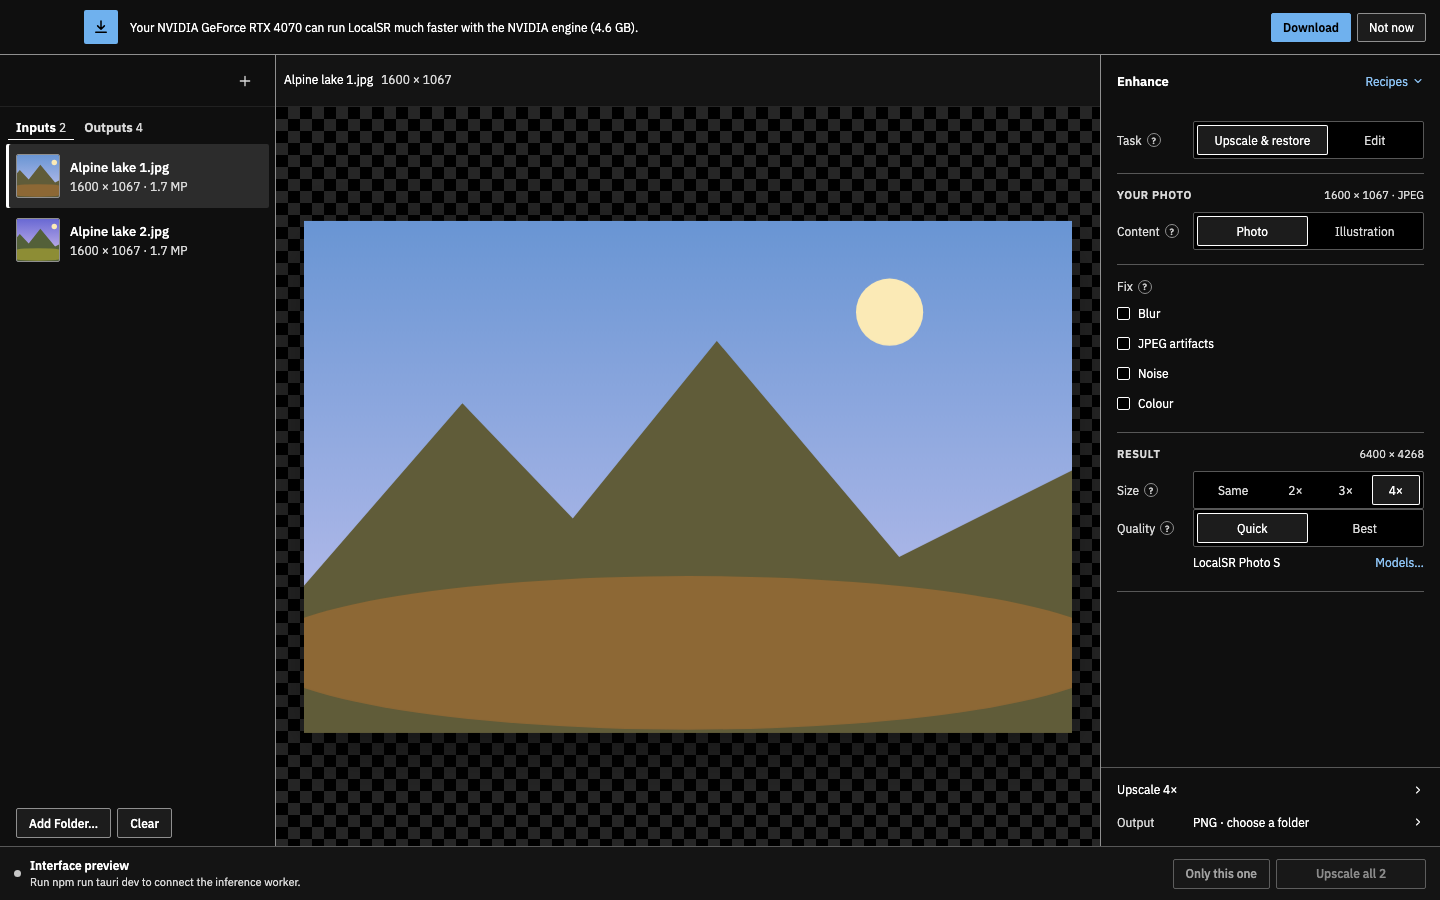 Your NVIDIA GeForce RTX 4070 can run LocalSR much faster with the NVIDIA engine (4.6 GB).
Download
Not now
Alpine lake 1.jpg 1600 × 1067
Enhance
Recipes
Inputs 2
Outputs 4
Alpine lake 1.jpg
1600 × 1067 · 1.7 MP
Alpine lake 2.jpg
1600 × 1067 · 1.7 MP
Add Folder...
Clear
Task ?
Upscale & restore
Edit
YOUR PHOTO
1600 × 1067 · JPEG
Content ?
Photo
Illustration
Fix ?
Blur
JPEG artifacts
Noise
Colour
RESULT
6400 × 4268
Size ?
Same
2×
3×
4×
Quality ?
Quick
Best
LocalSR Photo S
Models...
Upscale 4×
Output
PNG · choose a folder
Interface preview
Run npm run tauri dev to connect the inference worker.
Only this one
Upscale all 2